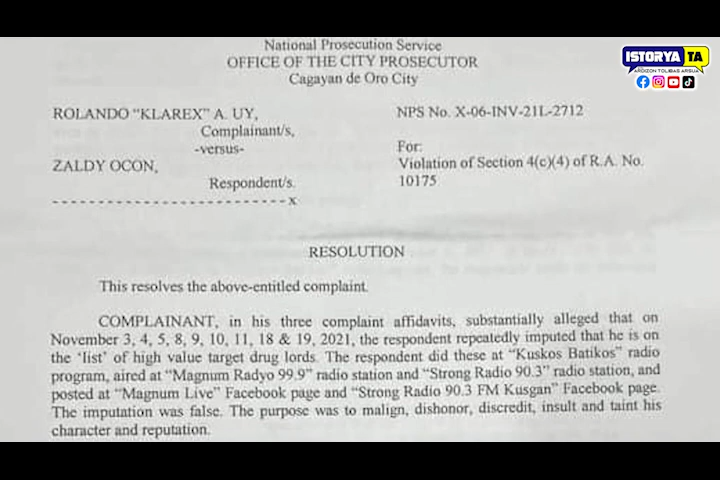 ISTORYA TA
ARDIZON TOLIBAS ARSUA
National Prosecution Service
OFFICE OF THE CITY PROSECUTOR
Cagayan de Oro City
ROLANDO “KLAREX” A. UY,
Complainant/s,
-versus-
ZALDY OCON,
Respondent/s.
- - - - - - - - - - - - - - - - - - - - - - - - - - x
NPS No. X-06-INV-21L-2712
For:
Violation of Section 4(c)(4) of R.A. No.
10175
RESOLUTION
This resolves the above-entitled complaint.
COMPLAINANT, in his three complaint affidavits, substantially alleged that on
November 3, 4, 5, 8, 9, 10, 11, 18 & 19, 2021, the respondent repeatedly imputed that he is on
the ‘list’ of high value target drug lords. The respondent did these at “Kuskos Batikos” radio
program, aired at “Magnum Radyo 99.9” radio station and “Strong Radio 90.3” radio station, and
posted at “Magnum Live” Facebook page and “Strong Radio 90.3 FM Kusgan” Facebook page.
The imputation was false. The purpose was to malign, dishonor, discredit, insult and taint his
character and reputation.